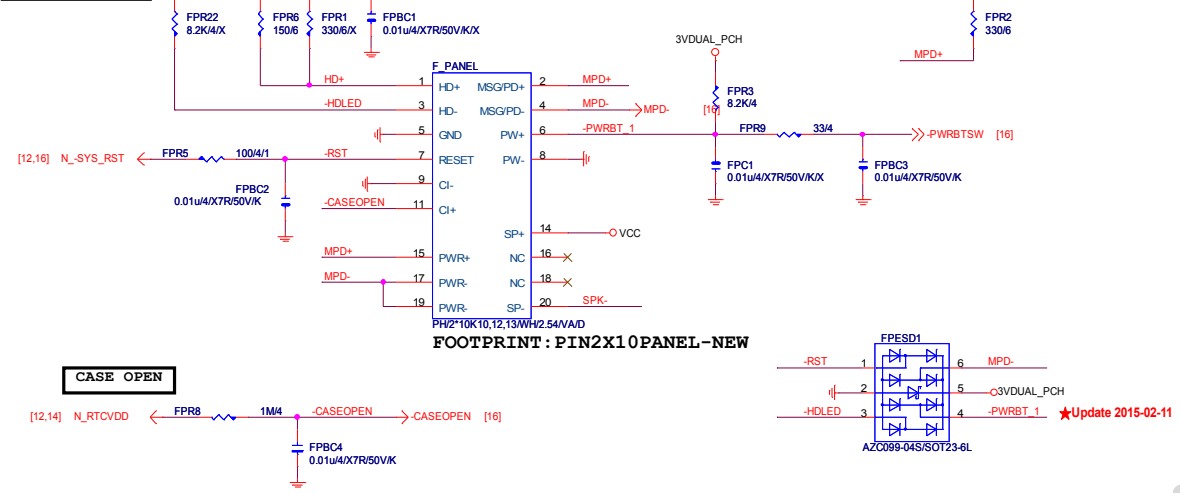 FPR22
8.2K/4/X
FPR6
150/6
FPR1
330/6/X
FPBC1
0.01u/4/X7R/50V/K/X
FPR2
330/6
MPD+
3VDUAL_PCH
FPR3
8.2K/4
F_PANEL
HD+ 1 HD+ MSG/PD+ 2 MPD+
-HDLED 3 HD- MSG/PD- 4 MPD- MPD- [16]
5 GND PW+ 6 -PWRBT_1 FPR9 33/4 -PWRBTSW [16]
[12,16] N_-SYS_RST FPR5 100/4/1 -RST 7 RESET PW- 8
FPC1
0.01u/4/X7R/50V/K/X
FPBC3
0.01u/4/X7R/50V/K
FPBC2
0.01u/4/X7R/50V/K
9 CI-
-CASEOPEN 11 CI+
SP+ 14 VCC
MPD+ 15 PWR+ NC 16
MPD- 17 PWR- NC 18
19 PWR- SP- 20 SPK-
PH/2*10K10,12,13/WH/2.54/VA/D
FOOTPRINT:PIN2X10PANEL-NEW
CASE OPEN
[12,14] N_RTCVDD FPR8 1M/4 -CASEOPEN -CASEOPEN [16]
FPBC4
0.01u/4/X7R/50V/K
FPESD1
-RST 1 6 MPD-
2 5 3VDUAL_PCH
-HDLED 3 4 -PWRBT_1 ★Update 2015-02-11
AZC099-04S/SOT23-6L